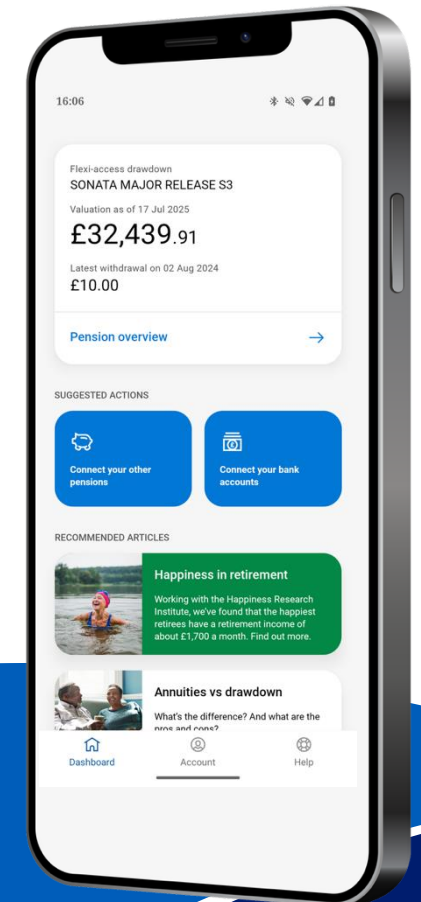 16:06
Flexi-access drawdown
SONATA MAJOR RELEASE S3
Valuation as of 17 Jul 2025
£32,439.91
Latest withdrawal on 02 Aug 2024
£10.00
Pension overview
SUGGESTED ACTIONS
Connect your other
pensions
Connect your bank
accounts
RECOMMENDED ARTICLES
Happiness in retirement
Working with the Happiness Research
Institute, we've found that the happiest
retirees have a retirement income of
about £1,700 a month. Find out more.
Annuities vs drawdown
What's the difference? And what are the
pros and cons?
Dashboard
Account
Help